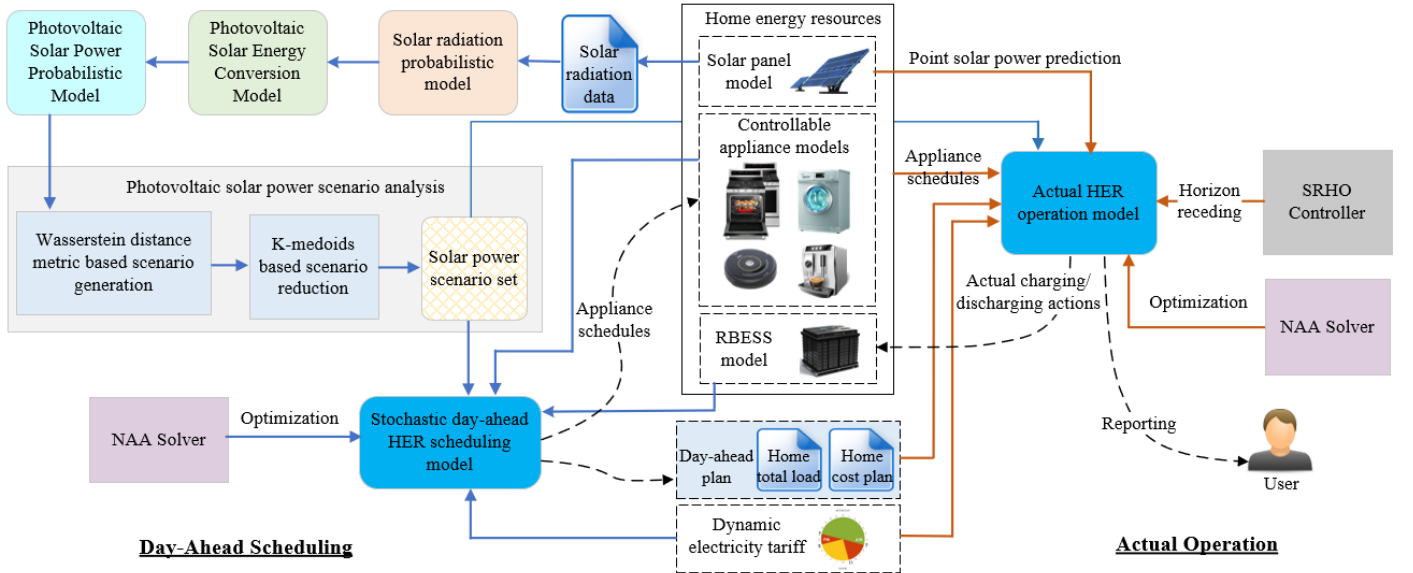 Photovoltaic
Solar Power
Probabilistic
Model
Photovoltaic
Solar Energy
Conversion
Model
Solar radiation
probabilistic
model
Solar
radiation
data
Home energy resources
Solar panel
model
Point solar power prediction
Controllable
appliance models
Appliance
schedules
Actual HER
operation model
Horizon
receding
SRHO
Controller
Photovoltaic solar power scenario analysis
Wasserstein distance
metric based scenario
generation
K-medoids
based scenario
reduction
Solar power
scenario set
Appliance
schedules
Actual charging/
discharging actions
Optimization
NAA Solver
RBESS
model
NAA Solver
Optimization
Stochastic day-ahead
HER scheduling
model
Day-ahead
plan
Home
total load
Home
cost plan
Reporting
User
Dynamic
electricity tariff
Day-Ahead Scheduling
Actual Operation